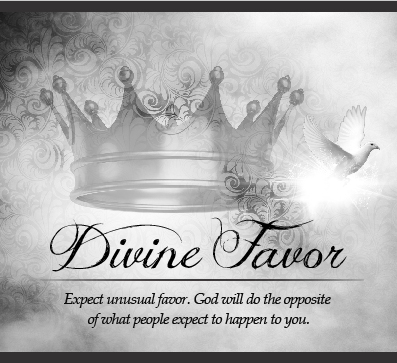 Divine Favor
Expect unusual favor. God will do the opposite
of what people expect to happen to you.